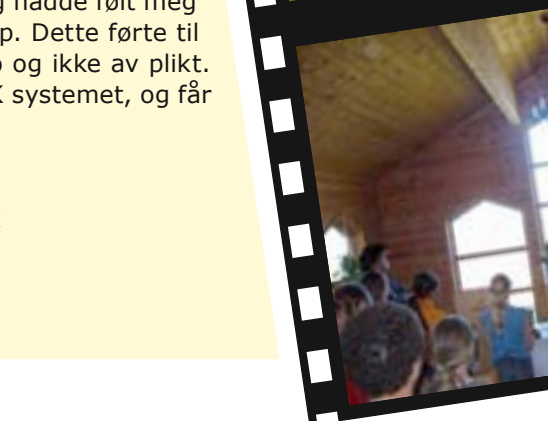 hadde følt meg
p. Dette førte til
og ikke av plikt.
K systemet, og får